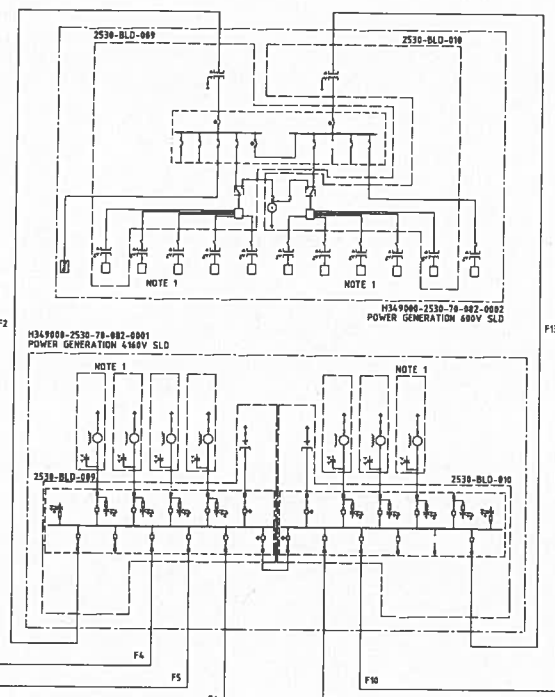 2530-BLD-009
2530-BLD-010
NOTE 1
NOTE 1
H349000-2530-70-082-0002
POWER GENERATION 600V SLD
F2
F13
H349000-2530-70-082-0001
POWER GENERATION 4160V SLD
NOTE 1
NOTE 1
2530-BLD-009
2530-BLD-010
F4
F5
F10